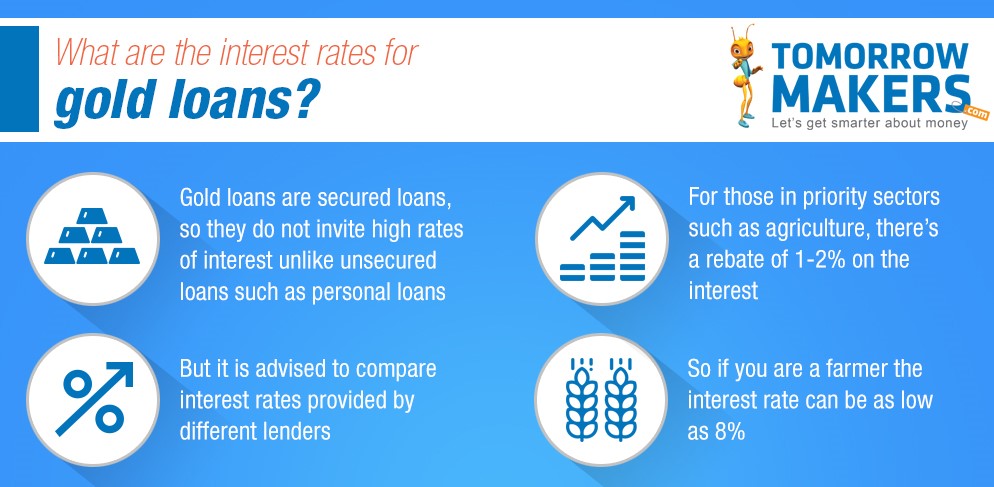 What are the interest rates for
gold loans?
TOMORROW
MAKERS
.com
Let's get smarter about money
Gold loans are secured loans,
so they do not invite high rates
of interest unlike unsecured
loans such as personal loans
For those in priority sectors
such as agriculture, there's
a rebate of 1-2% on the
interest
But it is advised to compare
interest rates provided by
different lenders
So if you are a farmer the
interest rate can be as low
as 8%